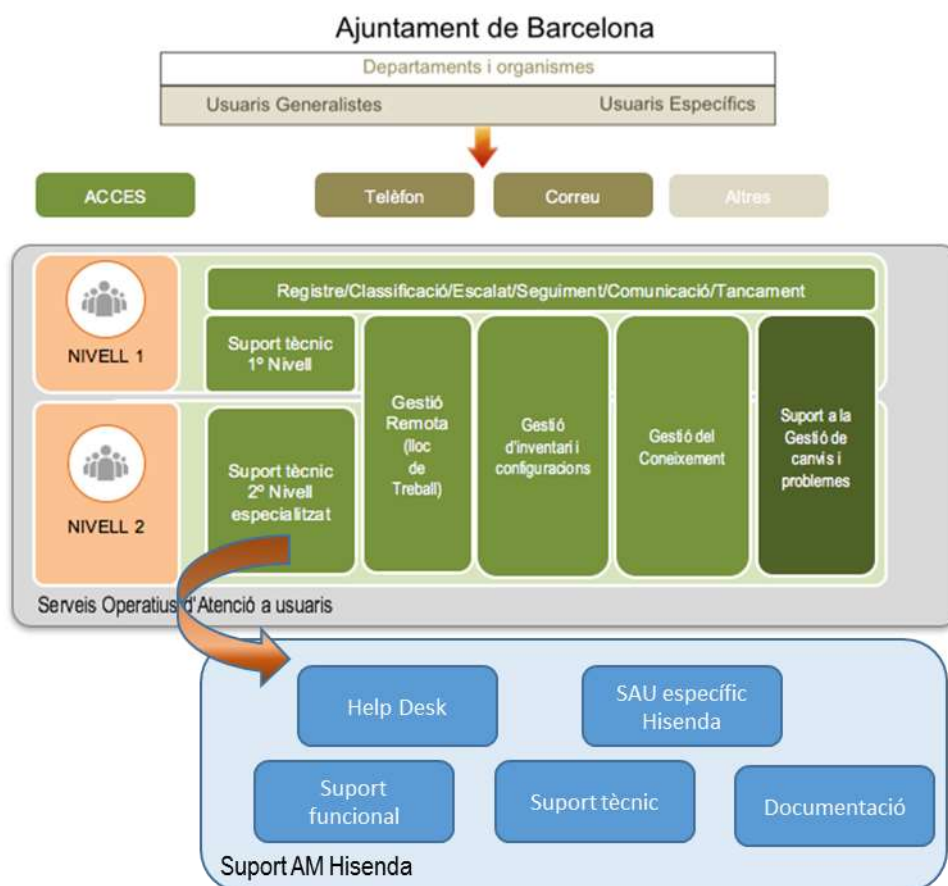 Ajuntament de Barcelona
Departaments i organismes
Usuaris Generalistes
Usuaris Específics
ACCES
Telèfon
Correu
Altres
NIVELL 1
Registre/Classificació/Escalat/Seguiment/Comunicació/Tancament
Suport tècnic
1º Nivell
Gestió
Remota
(lloc
de
Treball)
Gestió
d'inventari i
configuracions
Gestió del
Coneixement
Suport a la
Gestió de
canvis i
problemes
NIVELL 2
Suport tècnic
2º Nivell
especialitzat
Serveis Operatius d'Atenció a usuaris
Help Desk
SAU específic
Hisenda
Suport
funcional
Suport tècnic
Documentació
Suport AM Hisenda